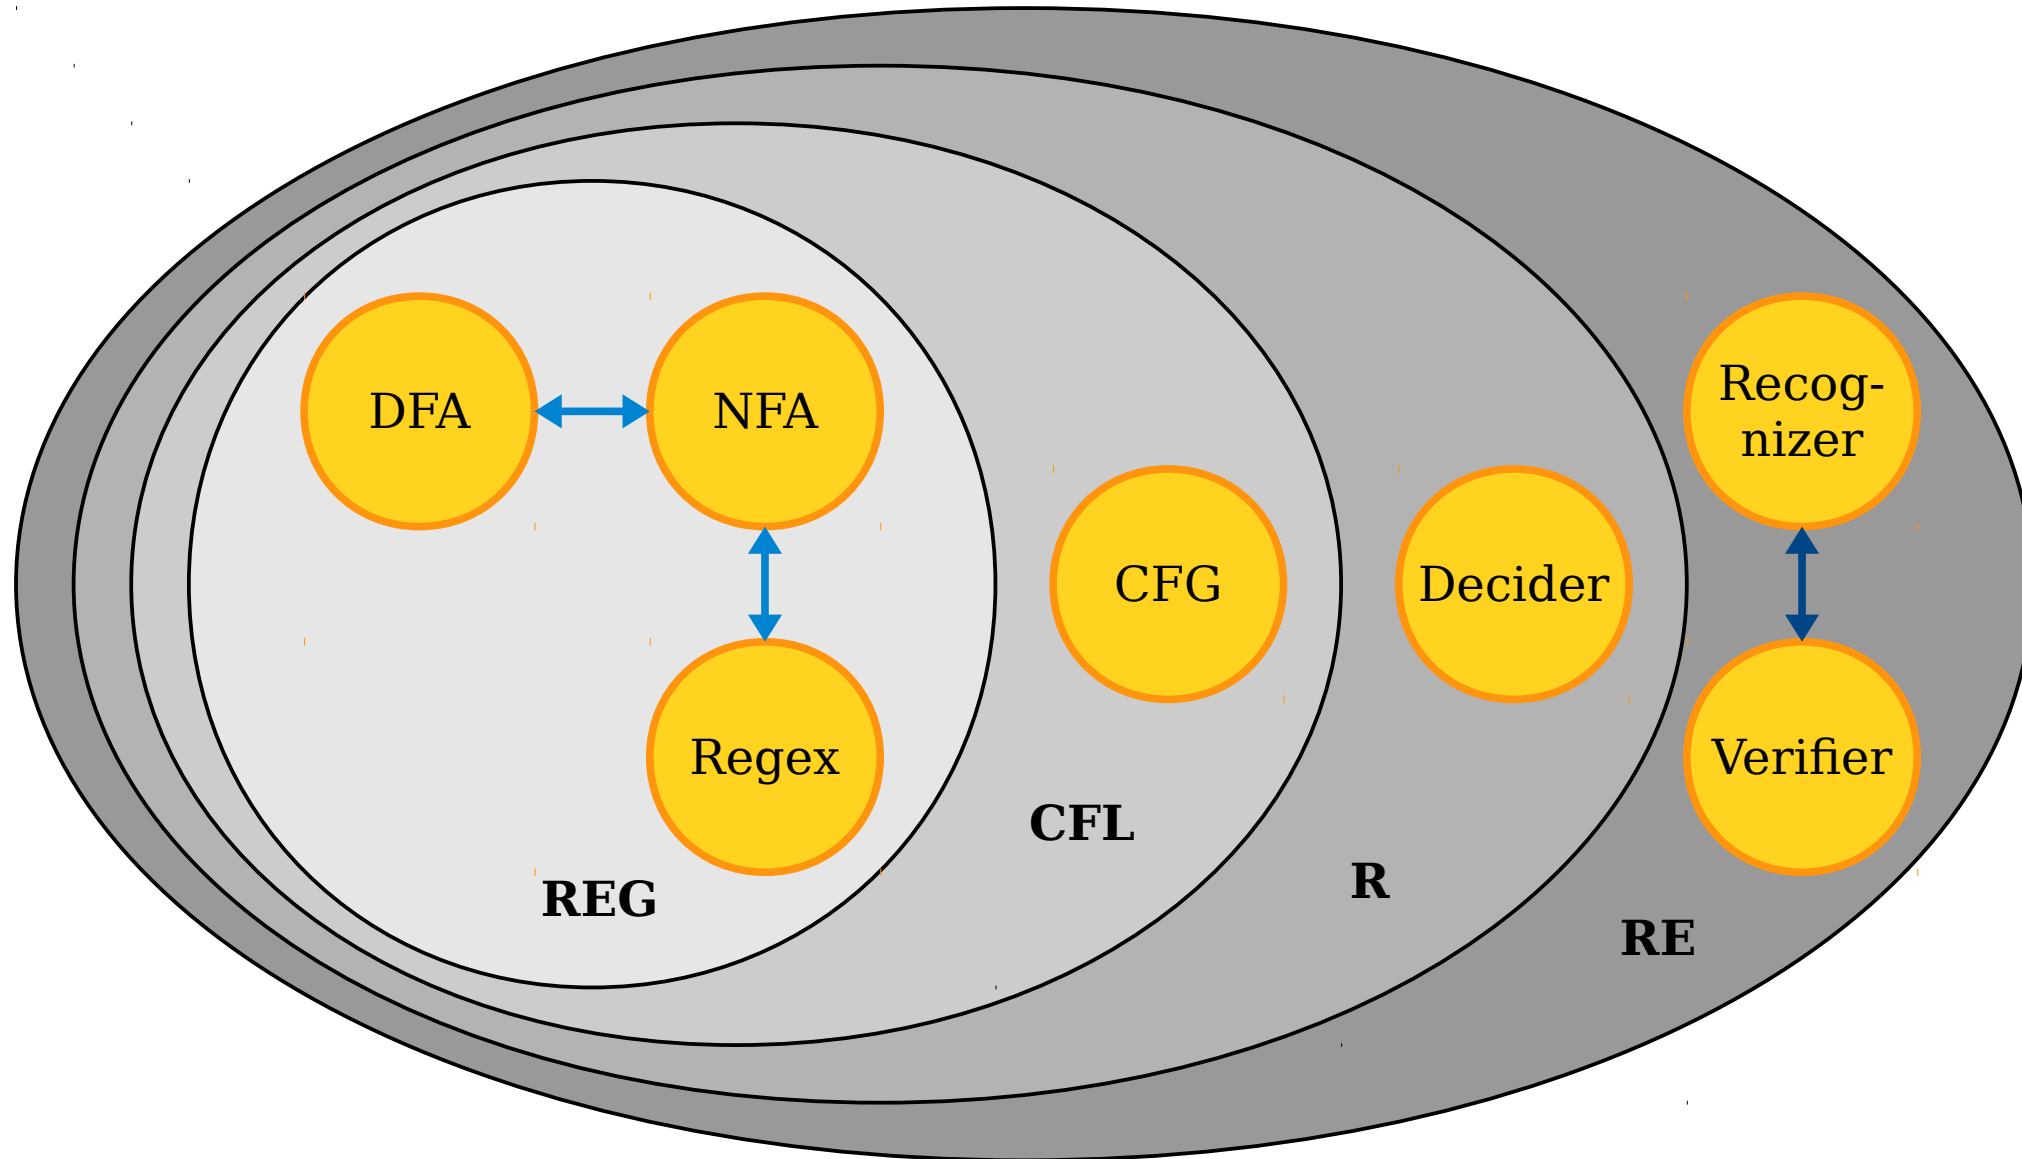 DFA
NFA
Recog-
nizer
CFG
Decider
Regex
Verifier
CFL
R
REG
RE